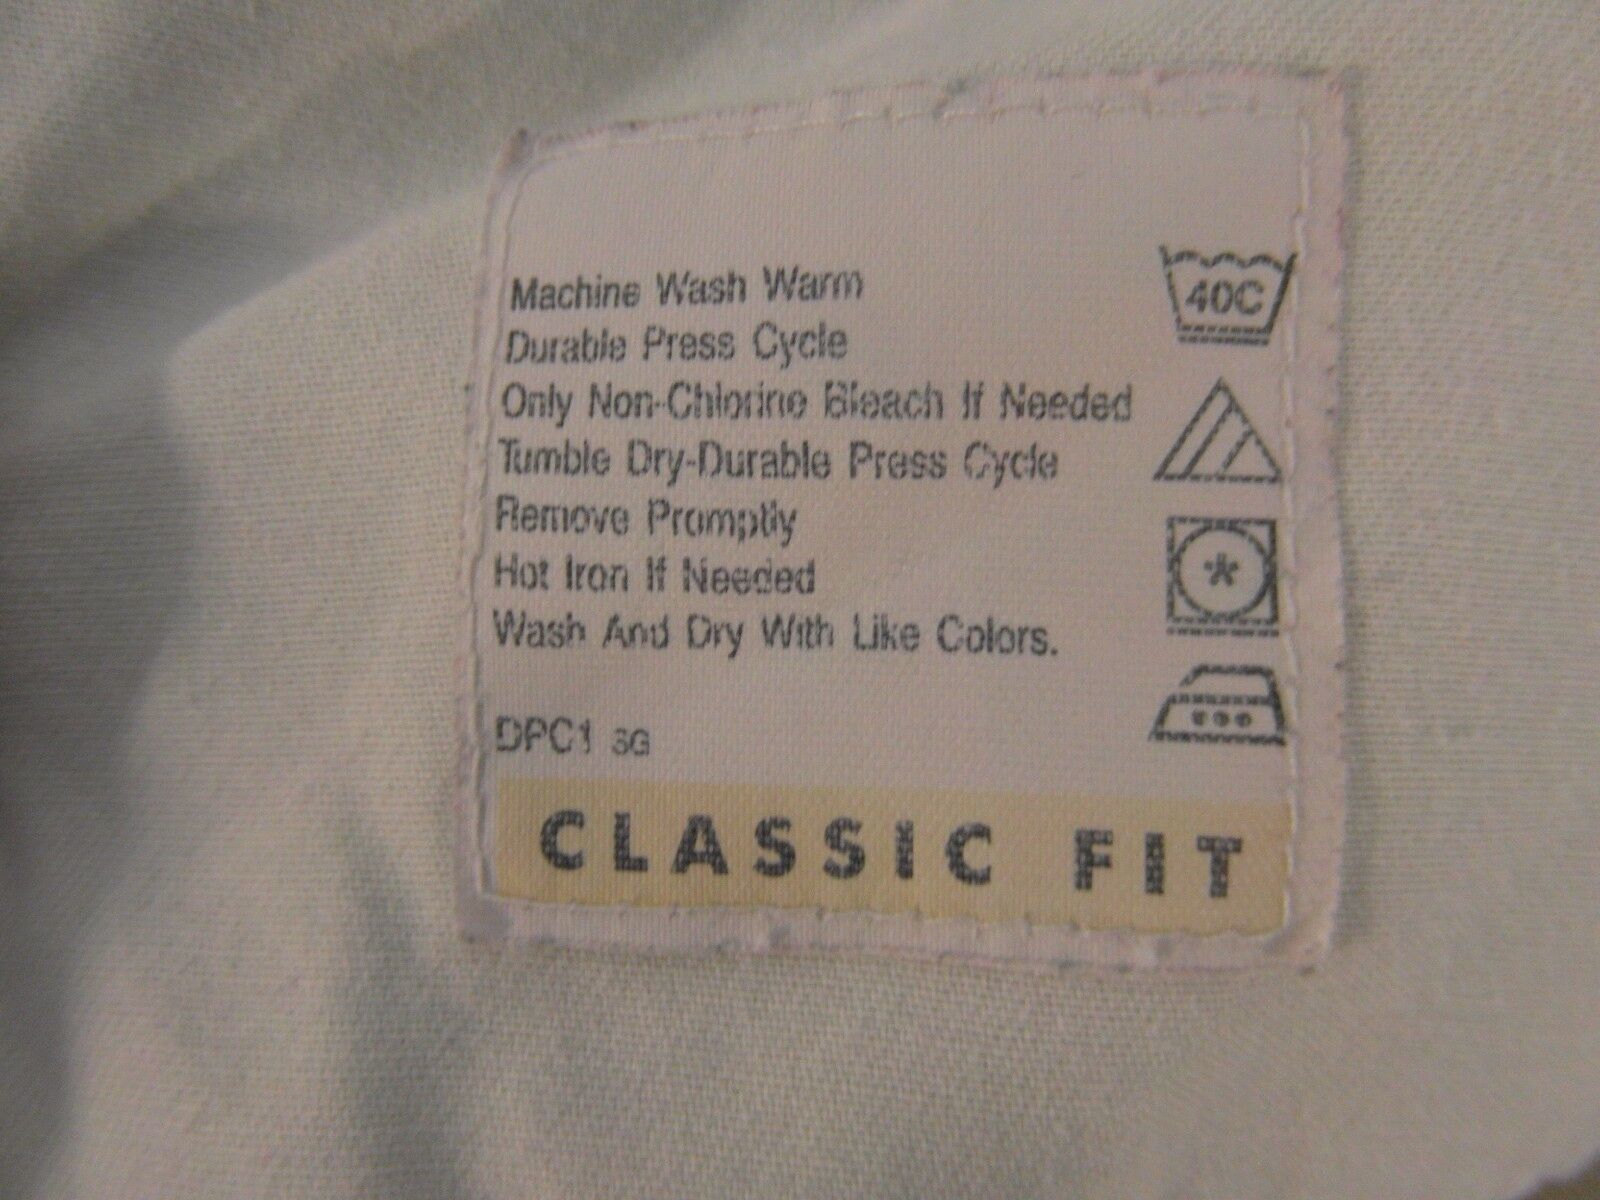 Machine Wash Warm
40C
Durable Press Cycle
Only Non-Chlorine Bleach If Needed
Tumble Dry-Durable Press Cycle
Remove Promptly
Hot Iron If Needed
Wash And Dry With Like Colors.
DPC1 SG
CLASSIC FIT